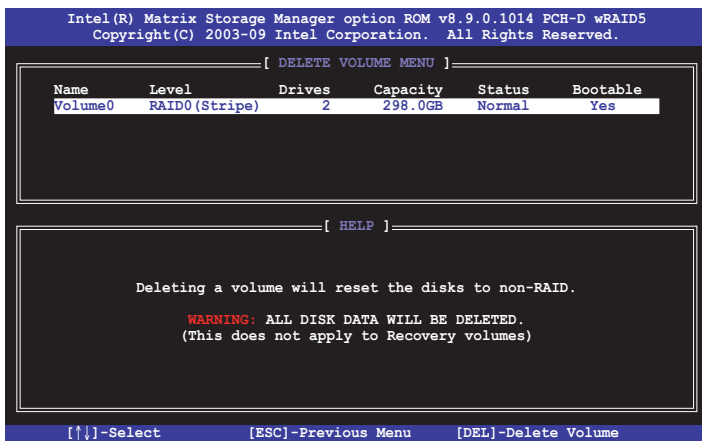 Intel(R) Matrix Storage Manager option ROM v8.9.0.1014 PCH-D wRAID5
Copyright(C) 2003-09 Intel Corporation.  All Rights Reserved.
[ DELETE VOLUME MENU ]
Name Level Drives Capacity Status Bootable
Volume0 RAID0(Stripe) 2 298.0GB Normal Yes
[ HELP ]
Deleting a volume will reset the disks to non-RAID.
WARNING: ALL DISK DATA WILL BE DELETED.
(This does not apply to Recovery volumes)
[↑↓]-Select [ESC]-Previous Menu [DEL]-Delete Volume